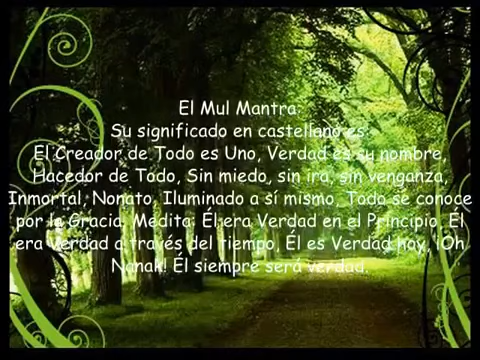 El Mul Mantra:
Su significado en castellano es:
El Creador de Todo es Uno, Verdad es su nombre,
Hacedor de Todo, Sin miedo, sin ira, sin venganza,
Inmortal, Nonato, Iluminado a sí mismo, Todo se conoce
por la Gracia, Medita: Él era Verdad en el Principio, Él
era Verdad a través del tiempo, Él es Verdad hoy, ¡Oh
Nanak! Él siempre será verdad.